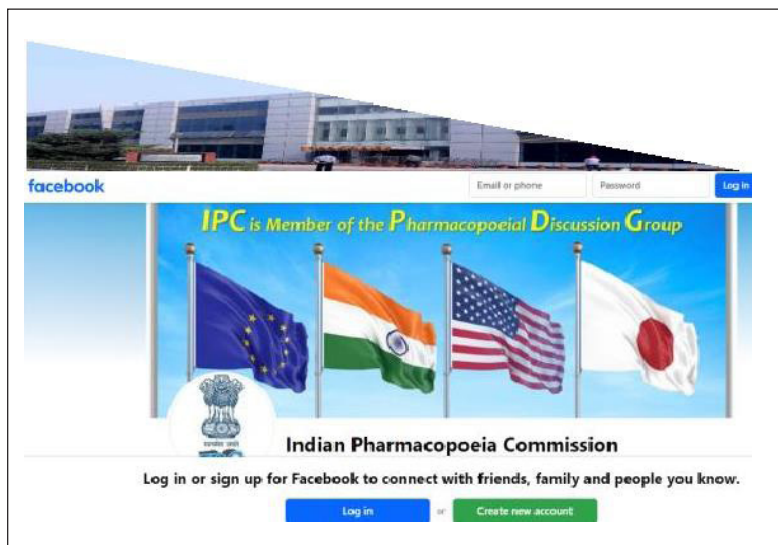 facebook
Email or phone
Password
Log In
IPC is Member of the Pharmacopoeial Discussion Group
Indian Pharmacopoeia Commission
Log in or sign up for Facebook to connect with friends, family and people you know.
Log in
or
Create new account